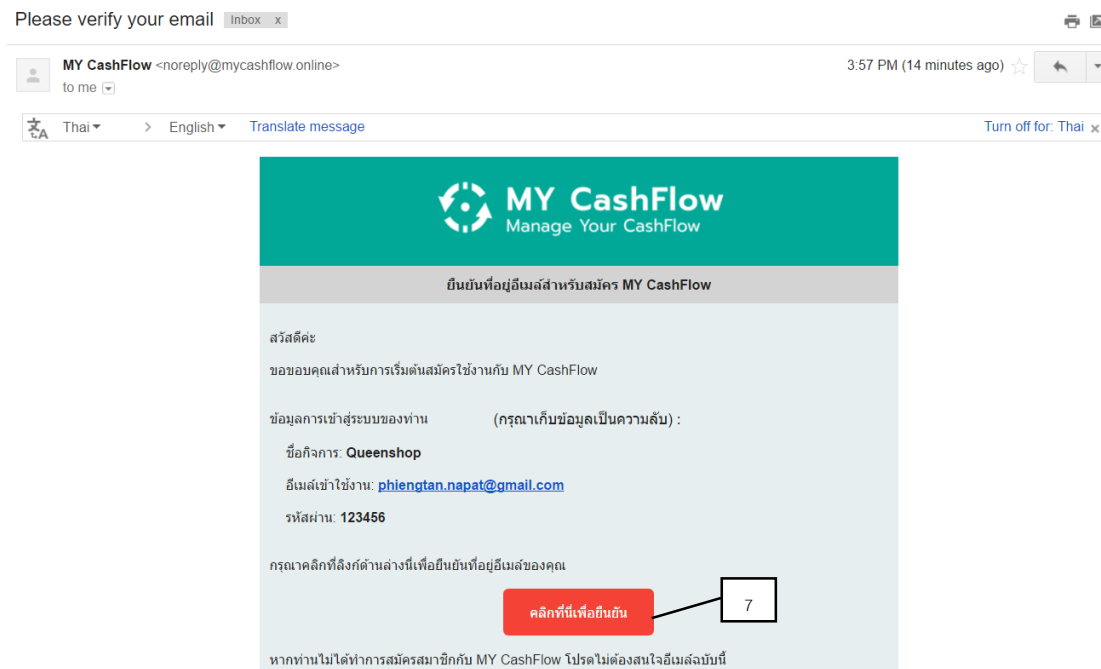 Please verify your email Inbox x
MY CashFlow <noreply@mycashflow.online> 3:57 PM (14 minutes ago)
to me
Thai > English Translate message Turn off for: Thai x
MY CashFlow
Manage Your CashFlow
ยืนยันที่อยู่อีเมล์สำหรับสมัคร MY CashFlow
สวัสดีค่ะ
ขอขอบคุณสำหรับการเริ่มต้นสมัครใช้งานกับ MY CashFlow
ข้อมูลการเข้าสู่ระบบของท่าน (กรุณาเก็บข้อมูลเป็นความลับ) :
ชื่อกิจการ: Queenshop
อีเมล์เข้าใช้งาน: phiengtan.napat@gmail.com
รหัสผ่าน: 123456
กรุณาคลิกที่ลิงก์ด้านล่างนี่เพื่อยืนยันที่อยู่อีเมล์ของคุณ
คลิกที่นี่เพื่อยืนยัน 7
หากท่านไม่ได้ทำการสมัครสมาชิกกับ MY CashFlow โปรดไม่ต้องสนใจอีเมล์ฉบับนี้